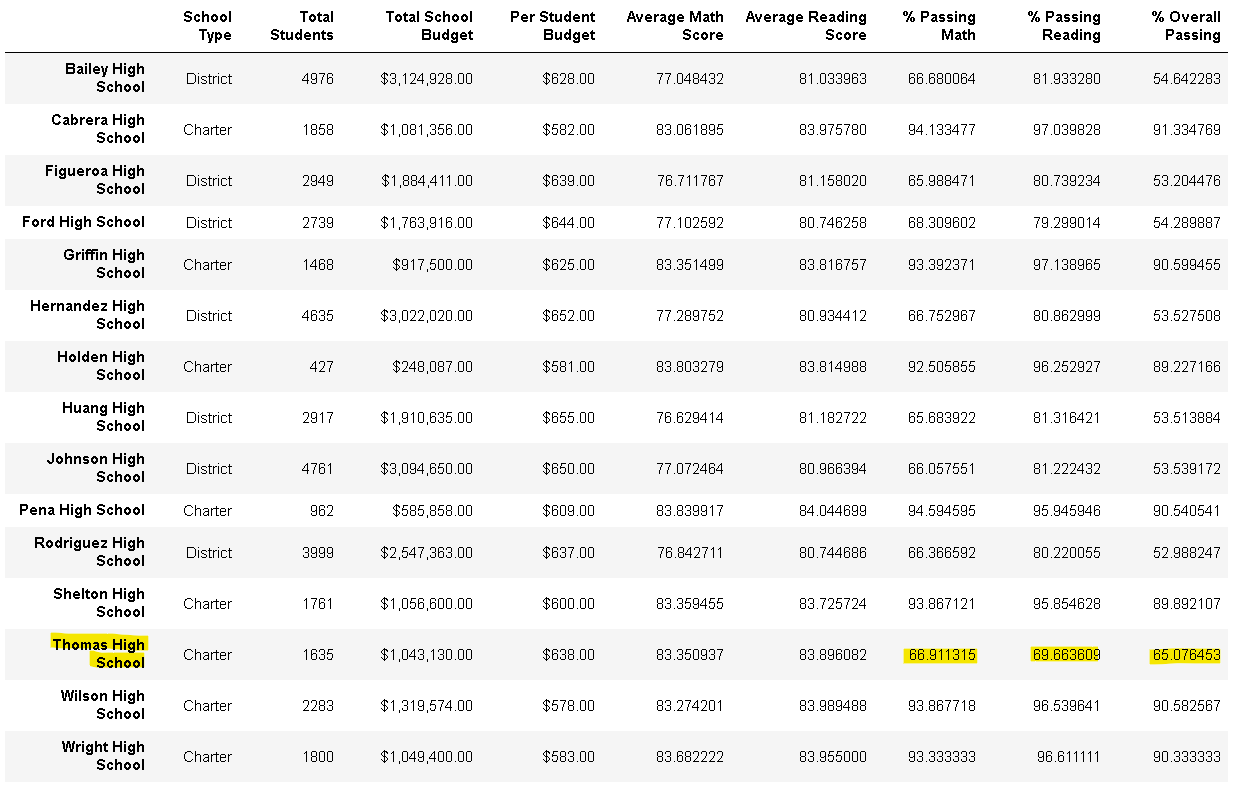 School Type Total Students Total School Budget Per Student Budget Average Math Score Average Reading Score % Passing Math % Passing Reading % Overall Passing
Bailey High School District 4976 $3,124,928.00 $628.00 77.048432 81.033963 66.680064 81.933280 54.642283
Cabrera High School Charter 1858 $1,081,356.00 $582.00 83.061895 83.975780 94.133477 97.039828 91.334769
Figueroa High School District 2949 $1,884,411.00 $639.00 76.711767 81.158020 65.988471 80.739234 53.204476
Ford High School District 2739 $1,763,916.00 $644.00 77.102592 80.746258 68.309602 79.299014 54.289887
Griffin High School Charter 1468 $917,500.00 $625.00 83.351499 83.816757 93.392371 97.138965 90.599455
Hernandez High School District 4635 $3,022,020.00 $652.00 77.289752 80.934412 66.752967 80.862999 53.527508
Holden High School Charter 427 $248,087.00 $581.00 83.803279 83.814988 92.505855 96.252927 89.227166
Huang High School District 2917 $1,910,635.00 $655.00 76.629414 81.182722 65.683922 81.316421 53.513884
Johnson High School District 4761 $3,094,650.00 $650.00 77.072464 80.966394 66.057551 81.222432 53.539172
Pena High School Charter 962 $585,858.00 $609.00 83.839917 84.044699 94.594595 95.945946 90.540541
Rodriguez High School District 3999 $2,547,363.00 $637.00 76.842711 80.744686 66.366592 80.220055 52.988247
Shelton High School Charter 1761 $1,056,600.00 $600.00 83.359455 83.725724 93.867121 95.854628 89.892107
Thomas High School Charter 1635 $1,043,130.00 $638.00 83.350937 83.896082 66.911315 69.663609 65.076453
Wilson High School Charter 2283 $1,319,574.00 $578.00 83.274201 83.989488 93.867718 96.539641 90.582567
Wright High School Charter 1800 $1,049,400.00 $583.00 83.682222 83.955000 93.333333 96.611111 90.333333